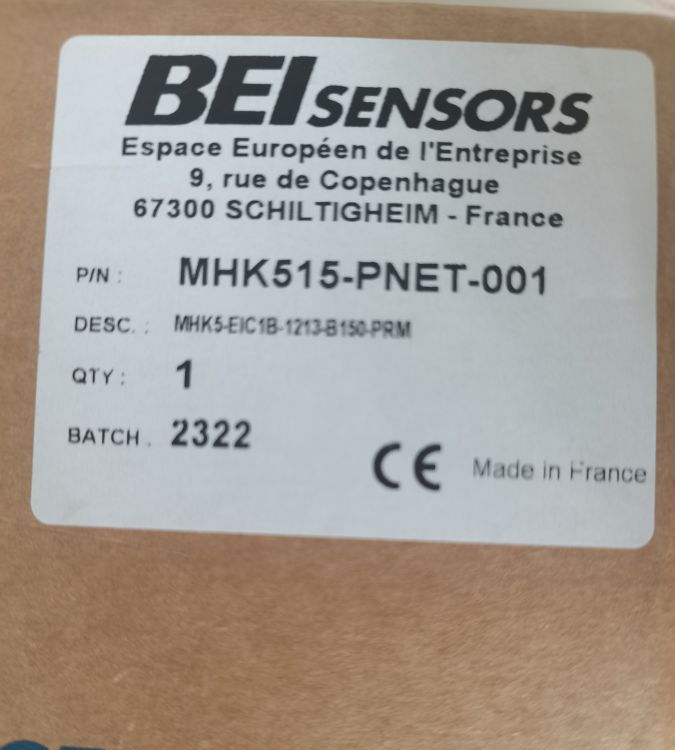 BEI SENSORS
Espace Européen de l'Entreprise
9, rue de Copenhague
67300 SCHILTIGHEIM - France
P/N : MHK515-PNET-001
DESC. : MHK5-EIC1B-1213-B150-PRM
QTY : 1
BATCH . 2322
CE Made in France